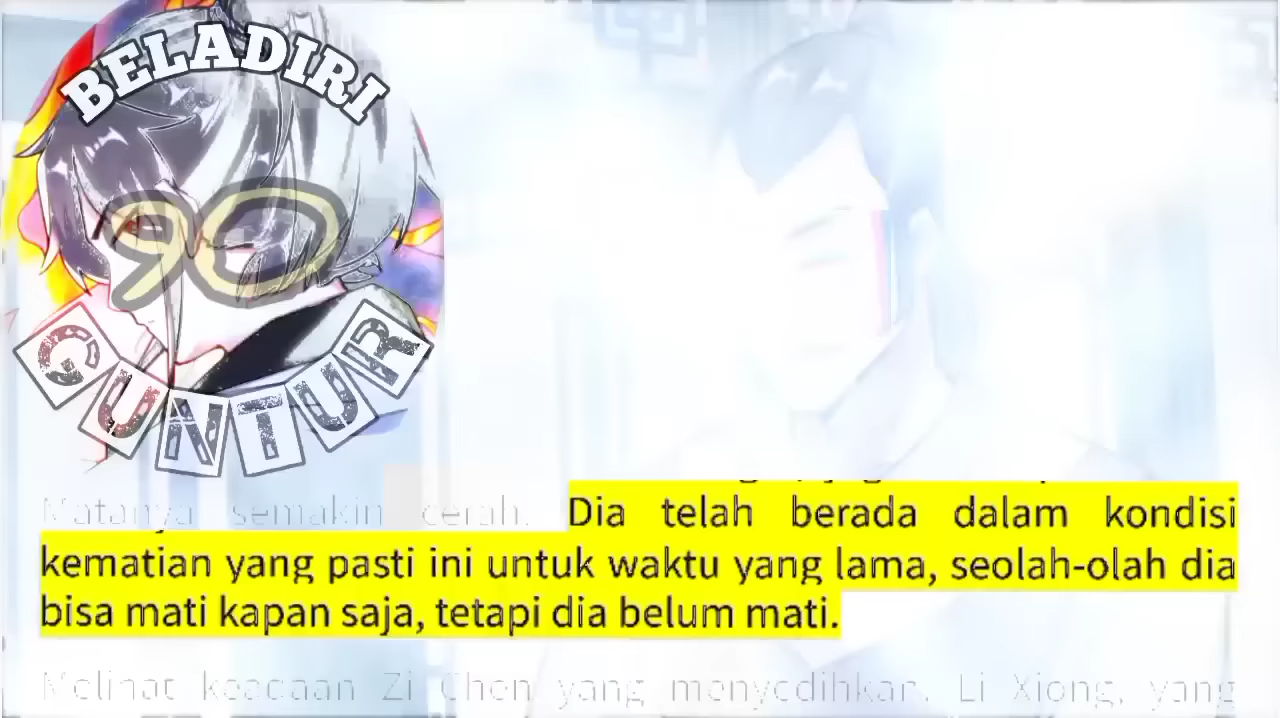 BELADIRI
GUNTUR
Matanya semakin cerah. Dia telah berada dalam kondisi
kematian yang pasti ini untuk waktu yang lama, seolah-olah dia
bisa mati kapan saja, tetapi dia belum mati.
Melihat keadaan Zi Chen yang menyedihkan, Li Xiong, yang